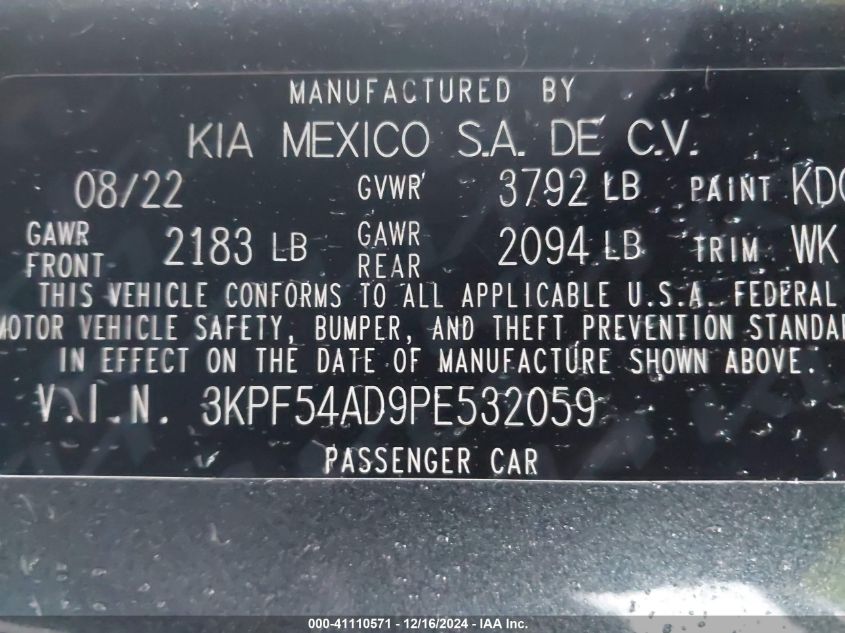 MANUFACTURED BY
KIA MEXICO S.A. DE C.V.
08/22 GVWR 3792 LB PAINT
GAWR FRONT 2183 LB GAWR REAR 2094 LB TRIM WK
THIS VEHICLE CONFORMS TO ALL APPLICABLE U.S.A. FEDERAL
MOTOR VEHICLE SAFETY, BUMPER, AND THEFT PREVENTION STANDA
IN EFFECT ON THE DATE OF MANUFACTURE SHOWN ABOVE.
V.I.N. 3KPF54AD9PE532059
PASSENGER CAR
000-41110571 - 12/16/2024 - IAA Inc.